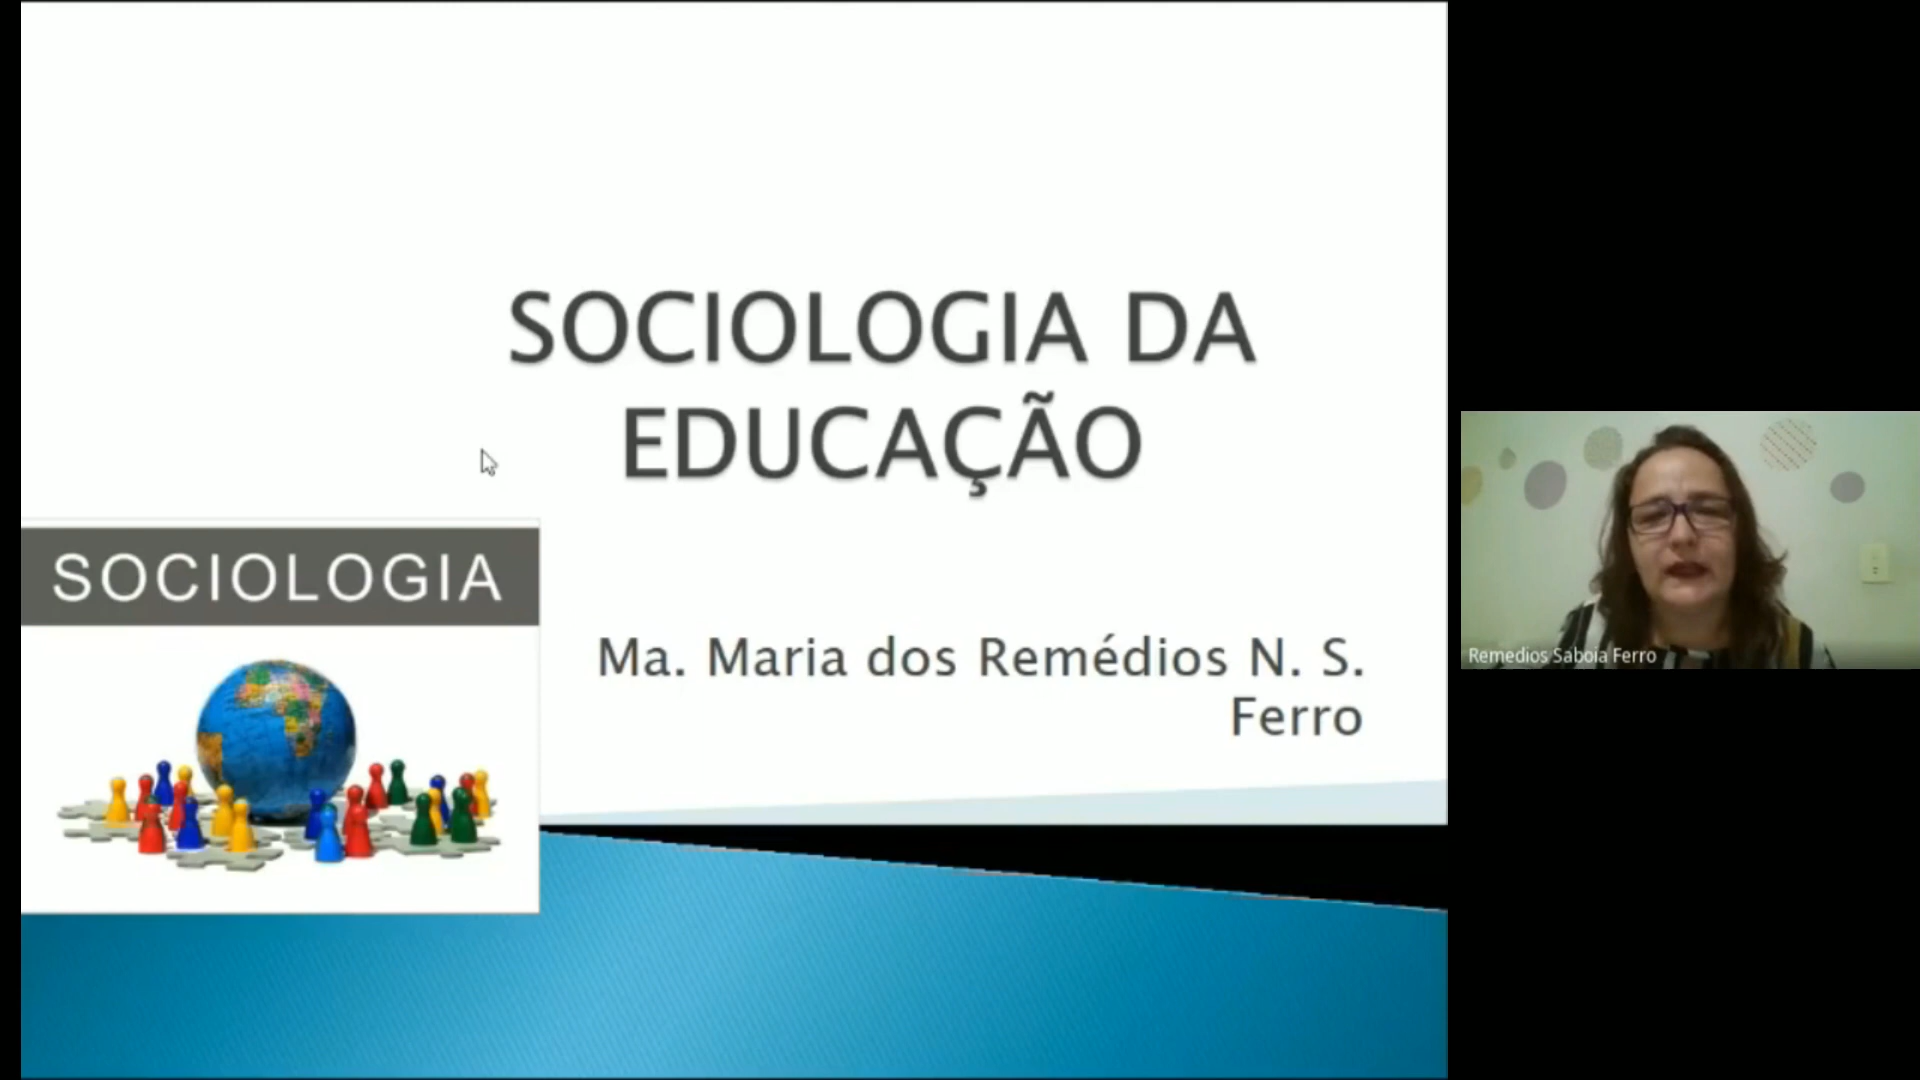 SOCIOLOGIA DA
EDUCAÇÃO
SOCIOLOGIA
Ma. Maria dos Remédios N. S.
Ferro
Remedios Saboia Ferro